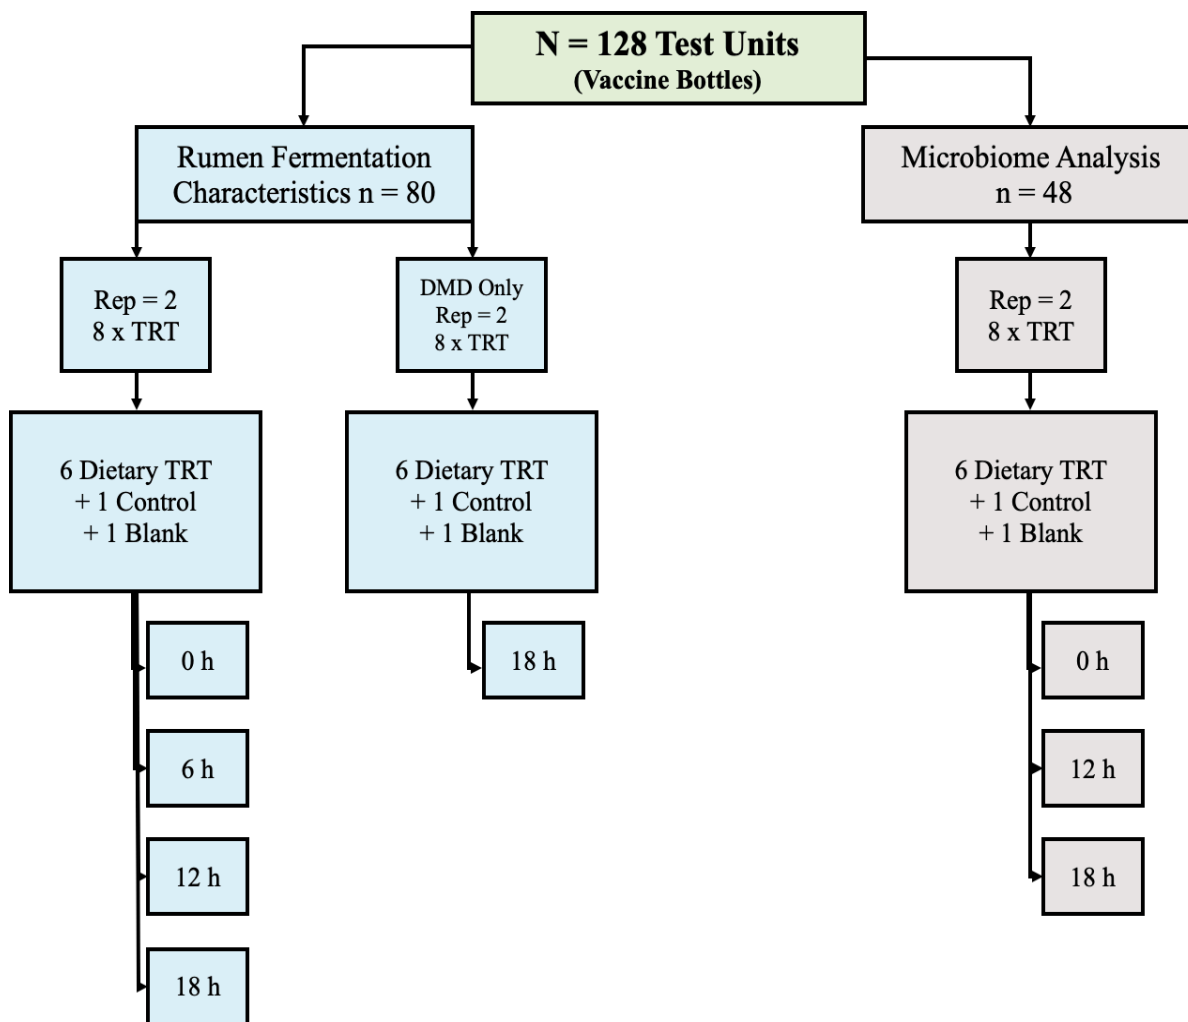 N = 128 Test Units
(Vaccine Bottles)
Rumen Fermentation
Characteristics n = 80
Microbiome Analysis
n = 48
Rep = 2
8 x TRT
DMD Only
Rep = 2
8 x TRT
Rep = 2
8 x TRT
6 Dietary TRT
+ 1 Control
+ 1 Blank
6 Dietary TRT
+ 1 Control
+ 1 Blank
6 Dietary TRT
+ 1 Control
+ 1 Blank
0 h
6 h
12 h
18 h
18 h
0 h
12 h
18 h